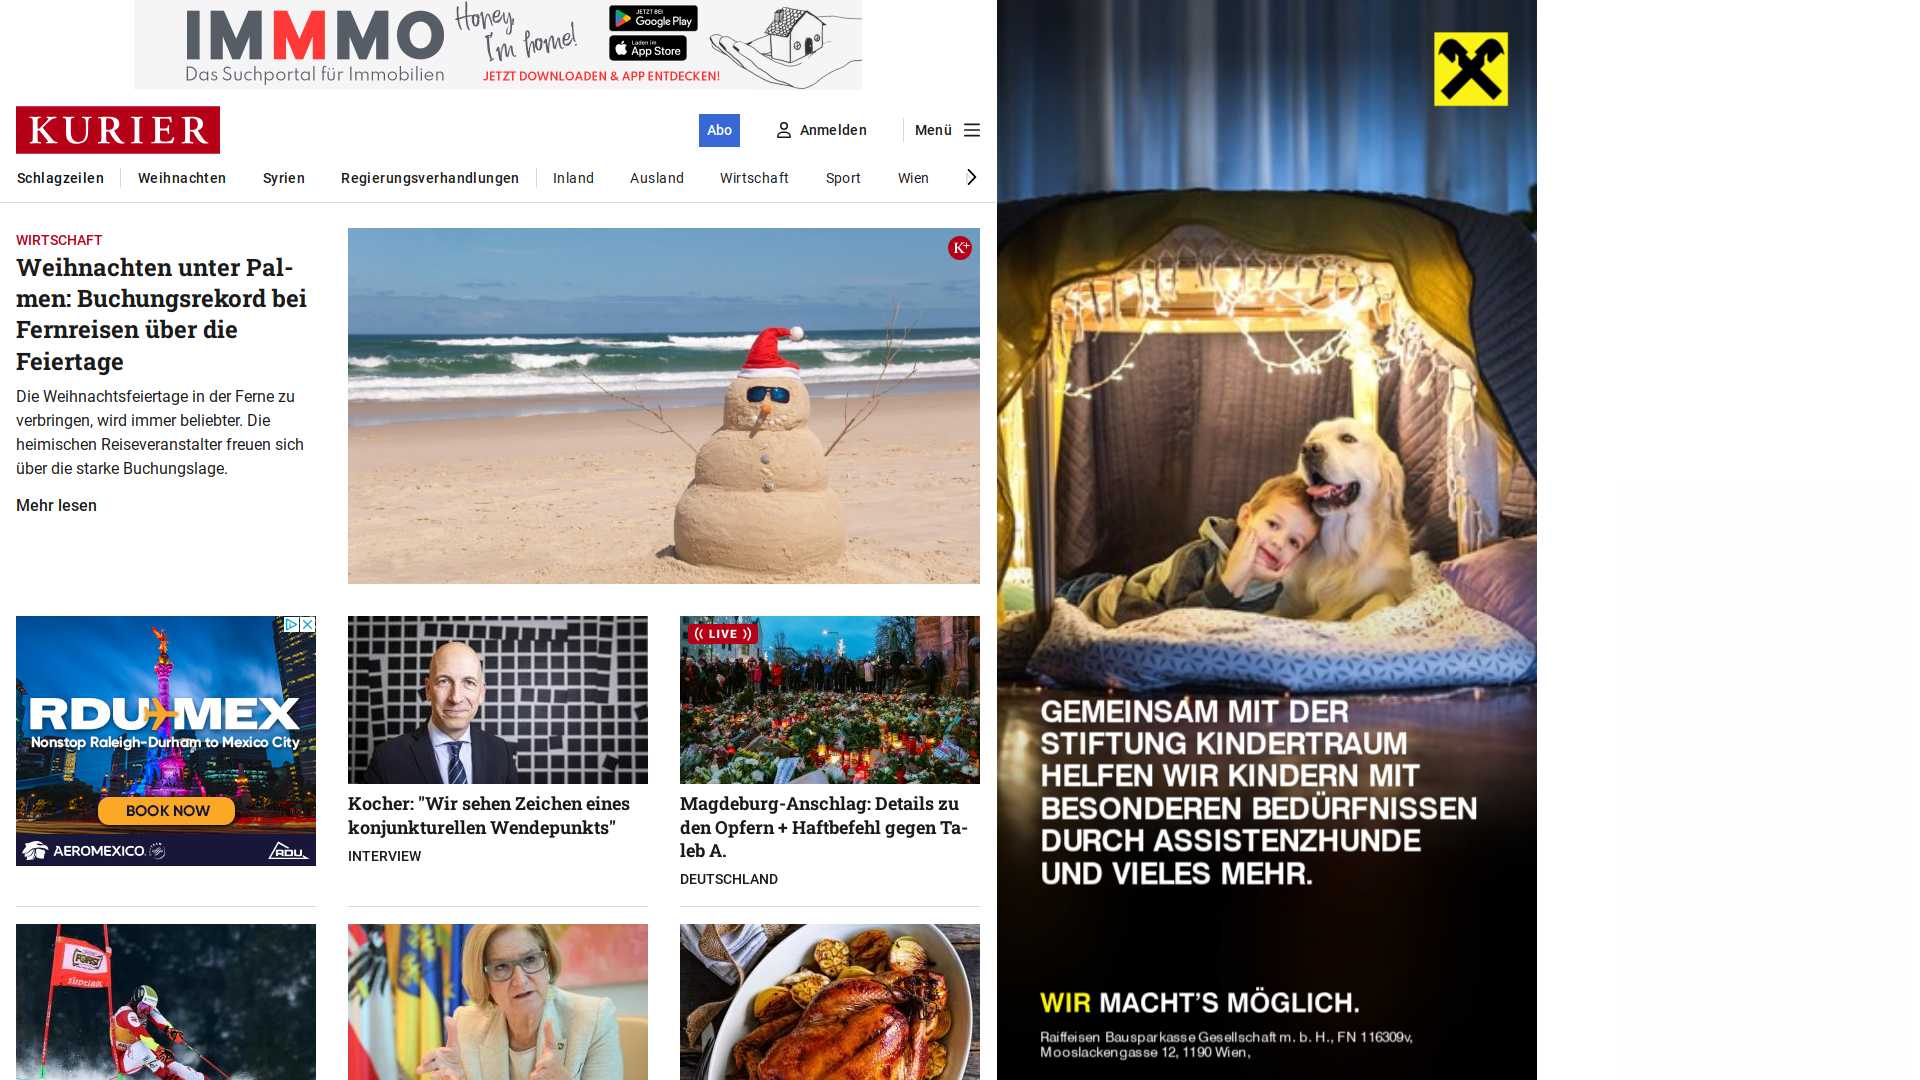 IMMMO
Das Suchportal für Immobilien
Honey,
I'm home!
JETZT BEI
Google Play
Laden im
App Store
JETZT DOWNLOADEN & APP ENTDECKEN!
KURIER
Abo
Anmelden
Menü
Schlagzeilen
Weihnachten
Syrien
Regierungsverhandlungen
Inland
Ausland
Wirtschaft
Sport
Wien
WIRTSCHAFT
Weihnachten unter Pal-
men: Buchungsrekord bei
Fernreisen über die
Feiertage
Die Weihnachtsfeiertage in der Ferne zu
verbringen, wird immer beliebter. Die
heimischen Reiseveranstalter freuen sich
über die starke Buchungslage.
Mehr lesen
K+
RDU MEX
Nonstop Raleigh-Durham to Mexico City
BOOK NOW
AEROMEXICO.
RDU
Kocher: "Wir sehen Zeichen eines
konjunkturellen Wendepunkts"
INTERVIEW
LIVE
Magdeburg-Anschlag: Details zu
den Opfern + Haftbefehl gegen Ta-
leb A.
DEUTSCHLAND
FORST
SÜDTIROL
GEMEINSAM MIT DER
STIFTUNG KINDERTRAUM
HELFEN WIR KINDERN MIT
BESONDEREN BEDÜRFNISSEN
DURCH ASSISTENZHUNDE
UND VIELES MEHR.
WIR MACHT'S MÖGLICH.
Raiffeisen Bausparkasse Gesellschaft m. b. H., FN 116309v,
Mooslackengasse 12, 1190 Wien,